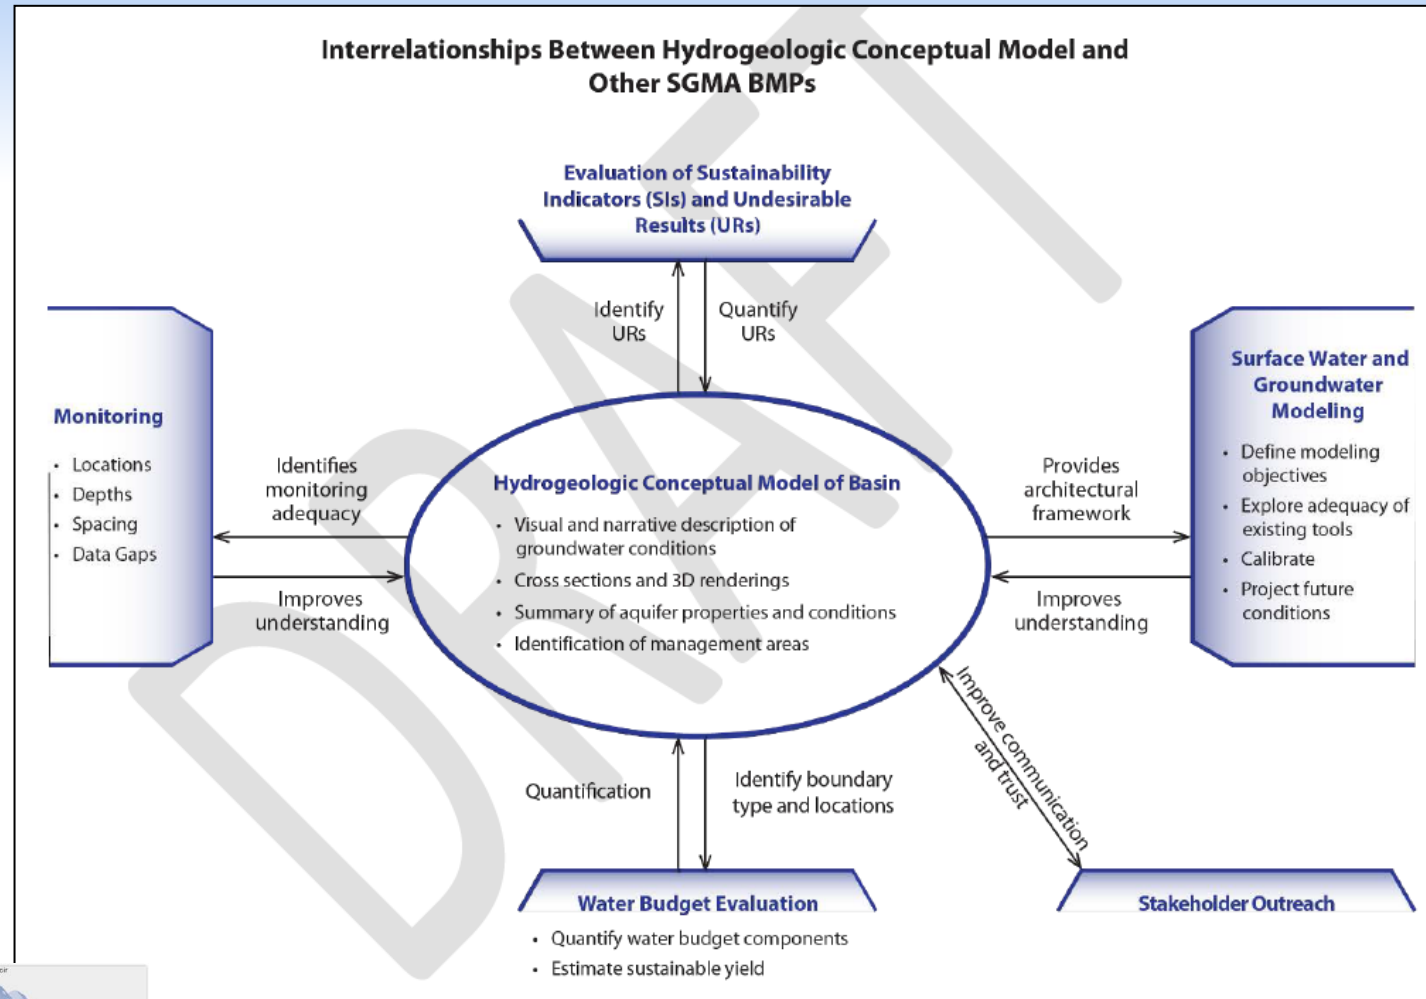 Interrelationships Between Hydrogeologic Conceptual Model and
Other SGMA BMPs
DRAFT
Evaluation of Sustainability
Indicators (SIs) and Undesirable
Results (URs)
Identify
URs
Quantify
URs
Monitoring
• Locations
• Depths
• Spacing
• Data Gaps
Identifies
monitoring
adequacy
Improves
understanding
Hydrogeologic Conceptual Model of Basin
• Visual and narrative description of
groundwater conditions
• Cross sections and 3D renderings
• Summary of aquifer properties and conditions
• Identification of management areas
Provides
architectural
framework
Improves
understanding
Surface Water and
Groundwater
Modeling
• Define modeling
objectives
• Explore adequacy of
existing tools
• Calibrate
• Project future
conditions
Quantification
Identify boundary
type and locations
Improve communication
and trust
Water Budget Evaluation
• Quantify water budget components
• Estimate sustainable yield
Stakeholder Outreach